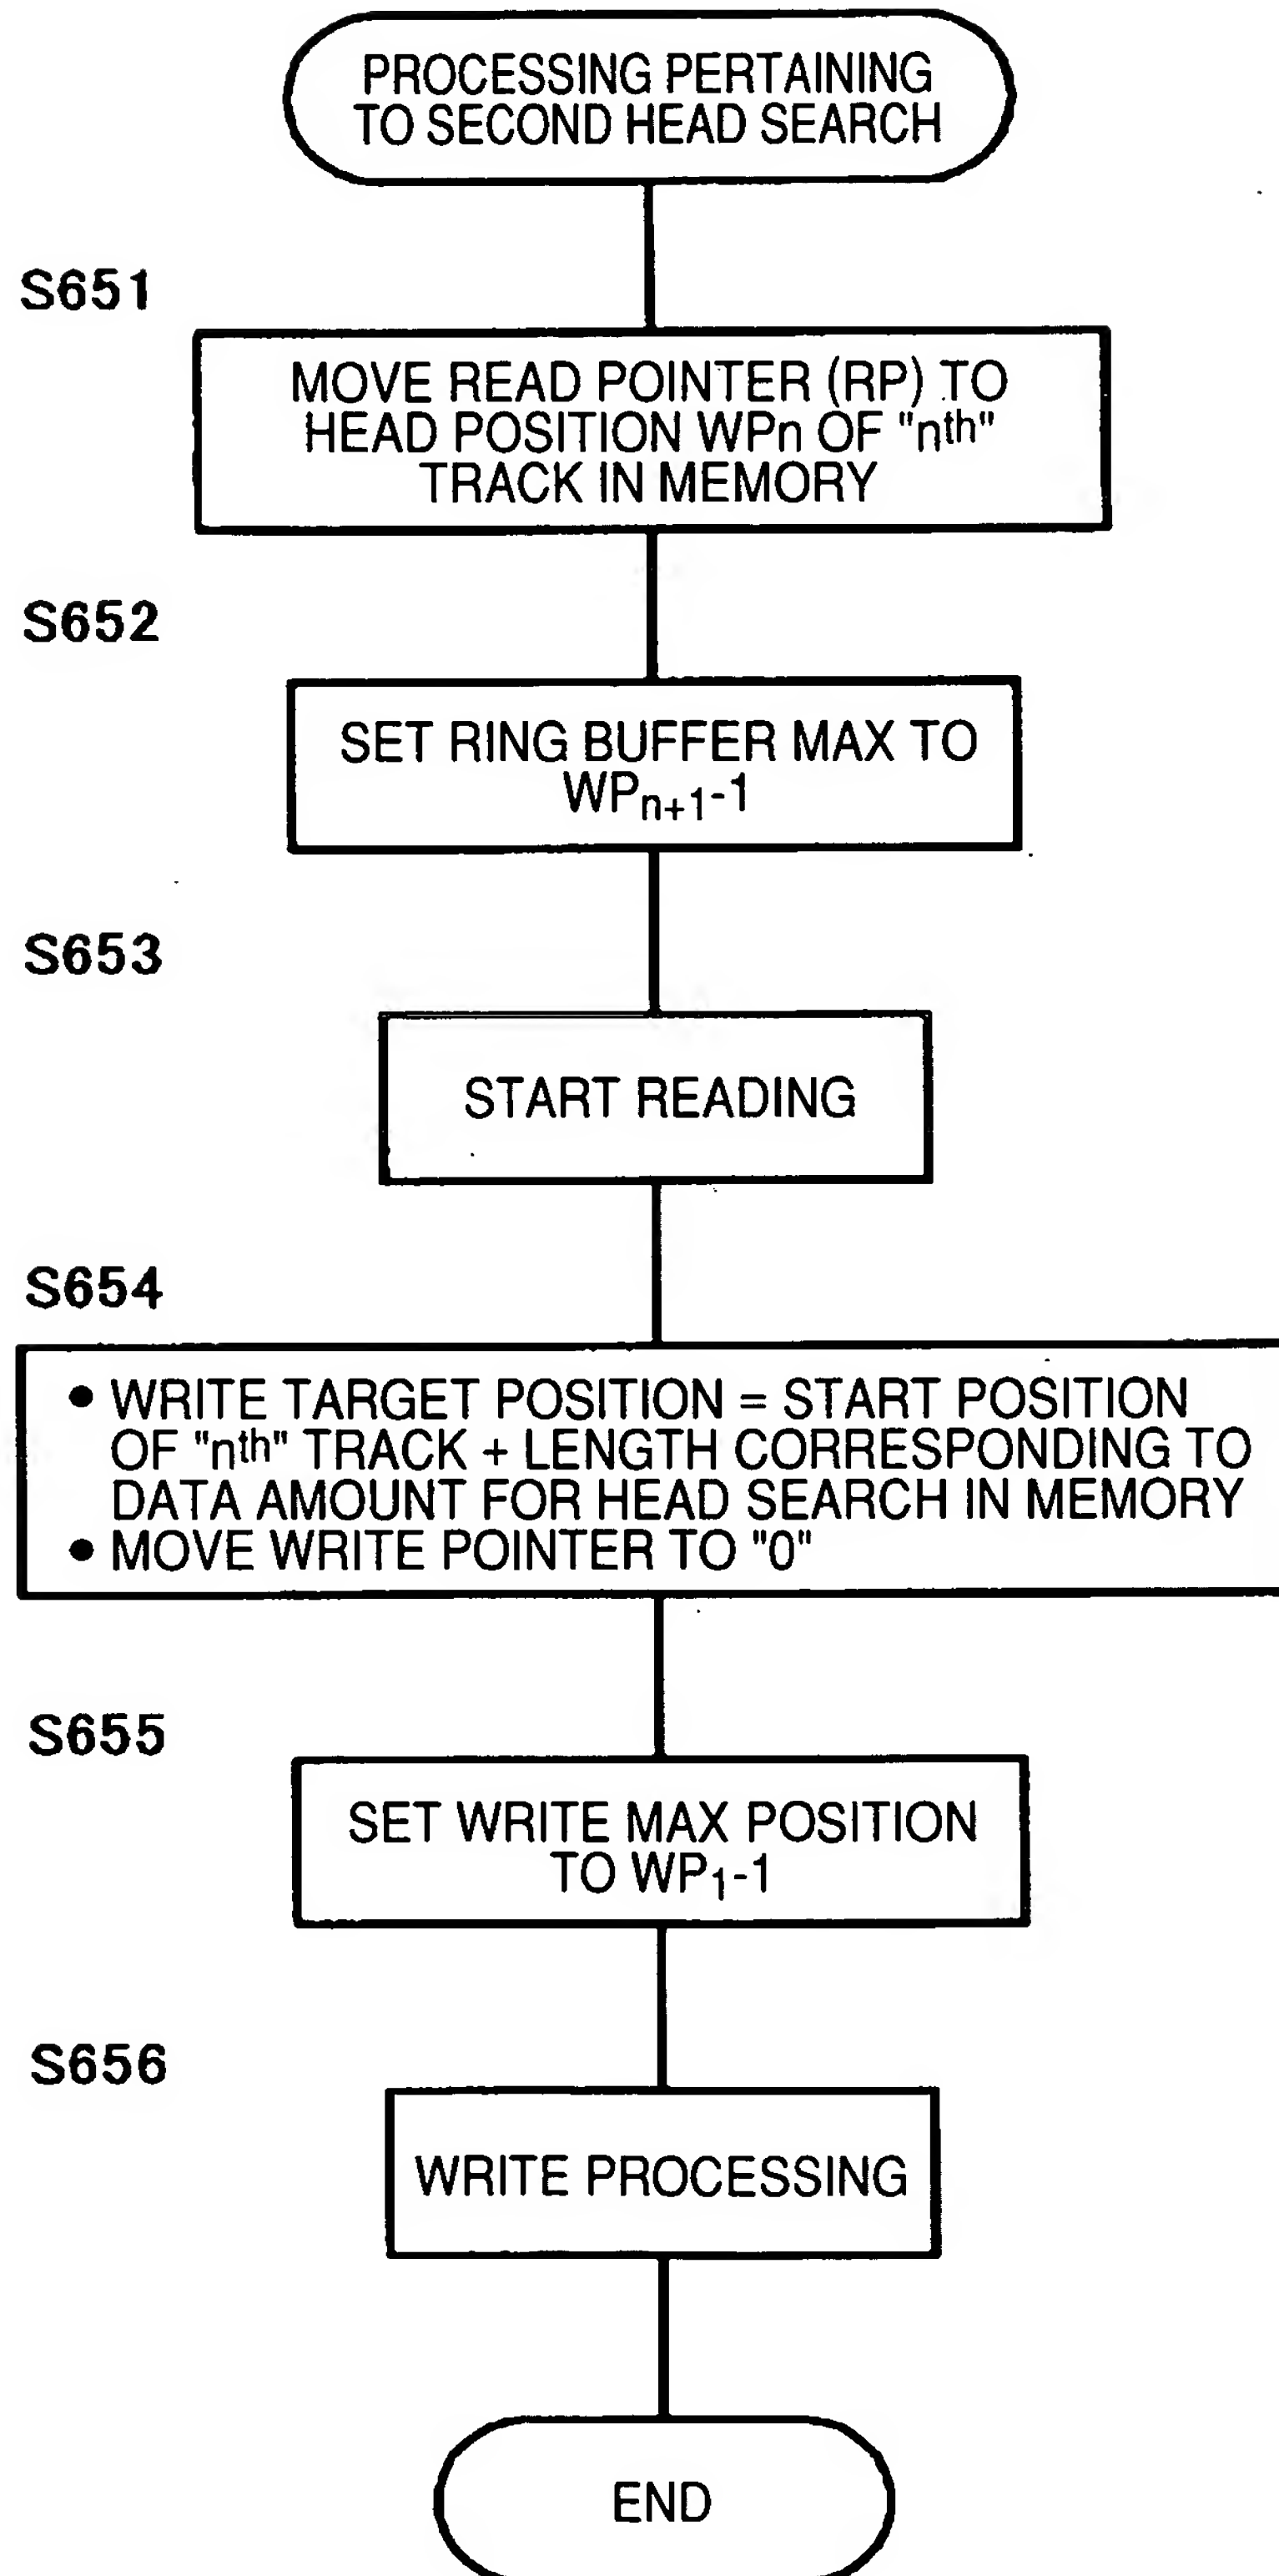 PROCESSING PERTAINING
TO SECOND HEAD SEARCH
S651
MOVE READ POINTER (RP) TO
HEAD POSITION WPn OF "nth"
TRACK IN MEMORY
S652
SET RING BUFFER MAX TO
WPn+1-1
S653
START READING
S654
● WRITE TARGET POSITION = START POSITION
OF "nth" TRACK + LENGTH CORRESPONDING TO
DATA AMOUNT FOR HEAD SEARCH IN MEMORY
● MOVE WRITE POINTER TO "0"
S655
SET WRITE MAX POSITION
TO WP1-1
S656
WRITE PROCESSING
END